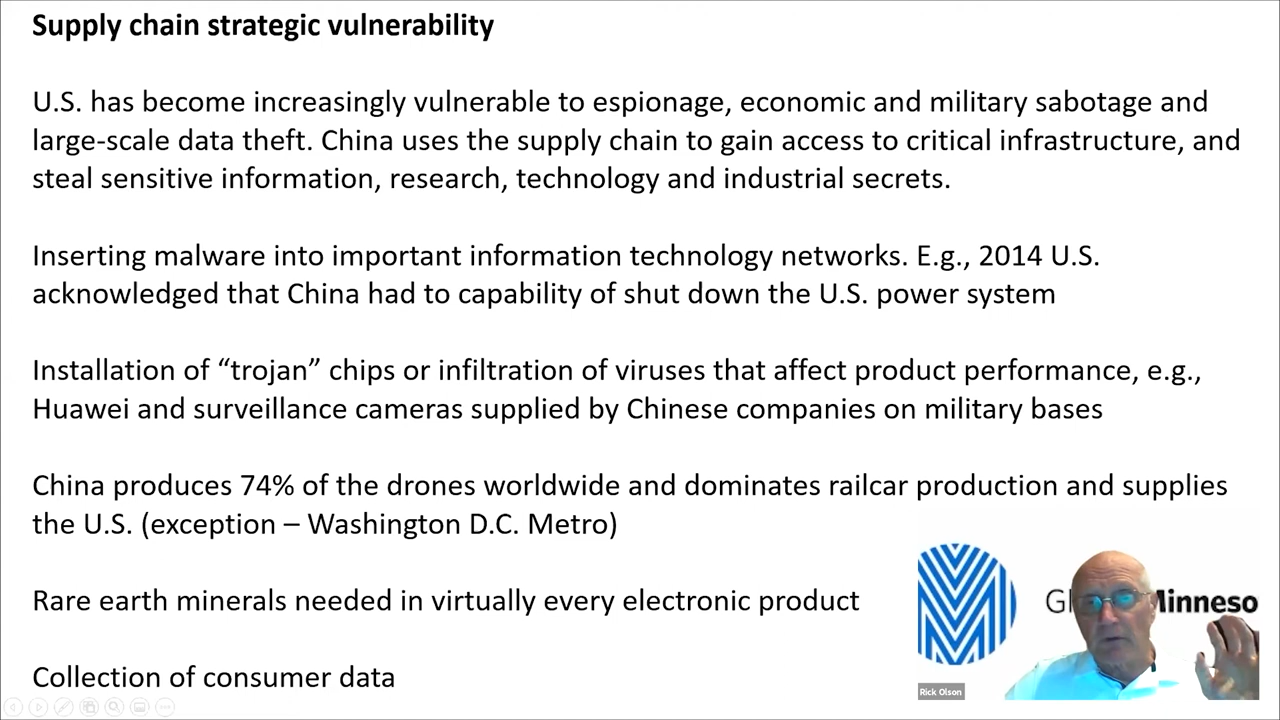 Supply chain strategic vulnerability
U.S. has become increasingly vulnerable to espionage, economic and military sabotage and
large-scale data theft. China uses the supply chain to gain access to critical infrastructure, and
steal sensitive information, research, technology and industrial secrets.
Inserting malware into important information technology networks. E.g., 2014 U.S.
acknowledged that China had to capability of shut down the U.S. power system
Installation of “trojan” chips or infiltration of viruses that affect product performance, e.g.,
Huawei and surveillance cameras supplied by Chinese companies on military bases
China produces 74% of the drones worldwide and dominates railcar production and supplies
the U.S. (exception – Washington D.C. Metro)
Rare earth minerals needed in virtually every electronic product
Collection of consumer data
Rick Olson